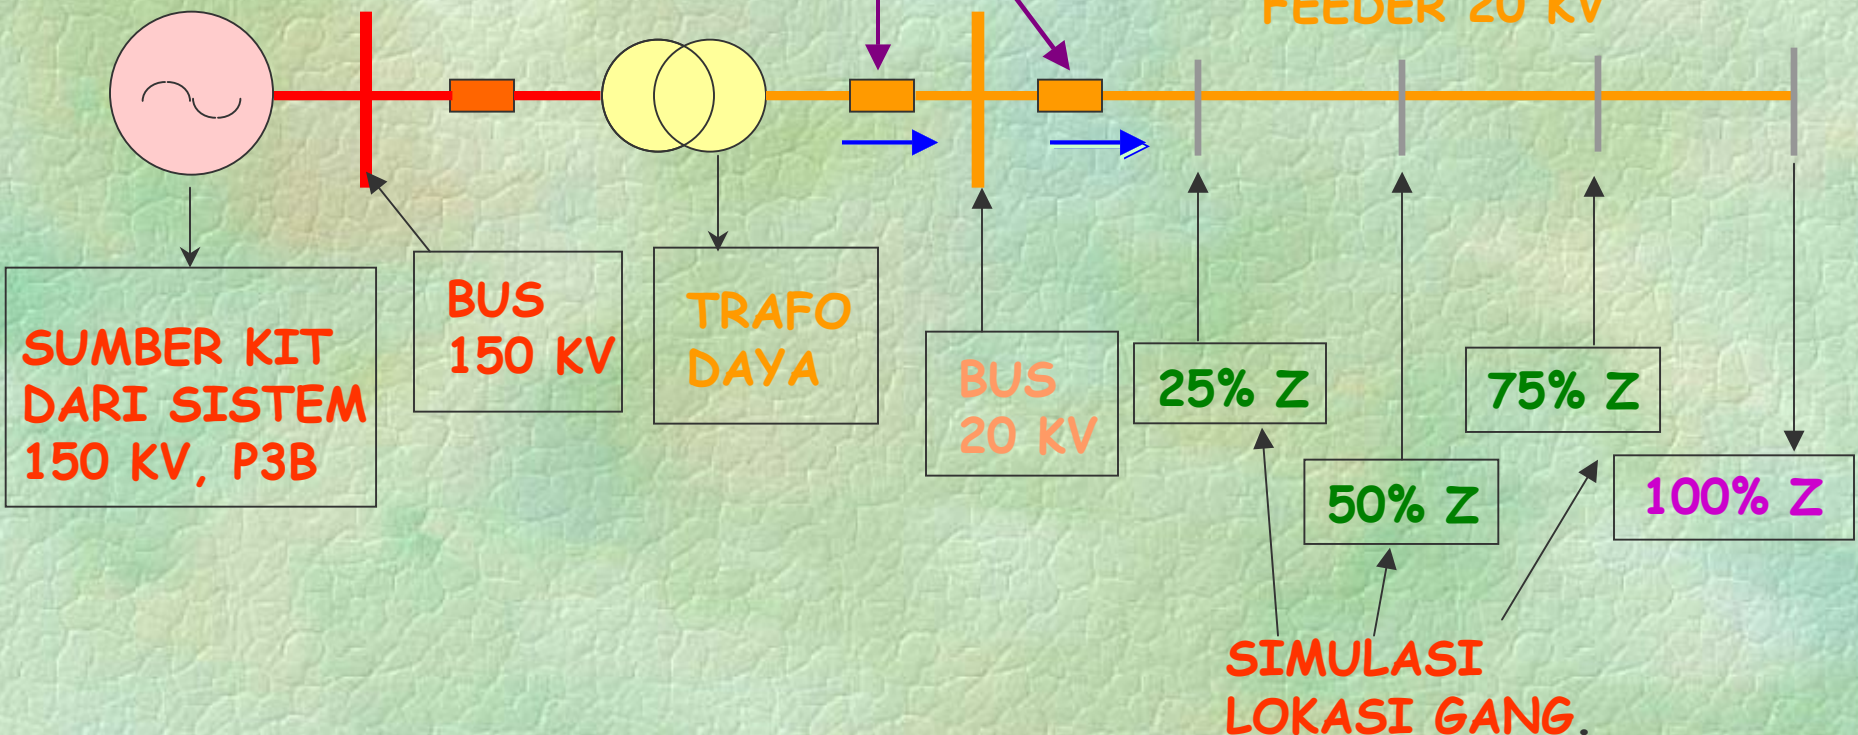 FEEDER 20 KV
SUMBER KIT
DARI SISTEM
150 KV, P3B
BUS
150 KV
TRAFO
DAYA
BUS
20 KV
25% Z
50% Z
75% Z
100% Z
SIMULASI
LOKASI GANG.